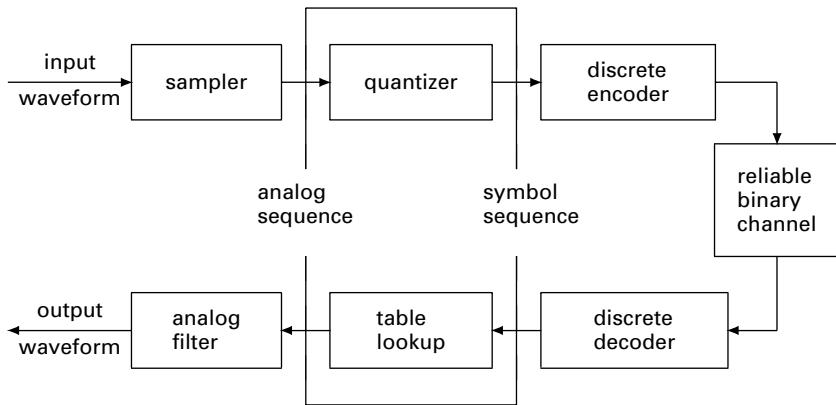 input
waveform
sampler
quantizer
discrete
encoder
reliable
binary
channel
analog
sequence
symbol
sequence
output
waveform
analog
filter
table
lookup
discrete
decoder